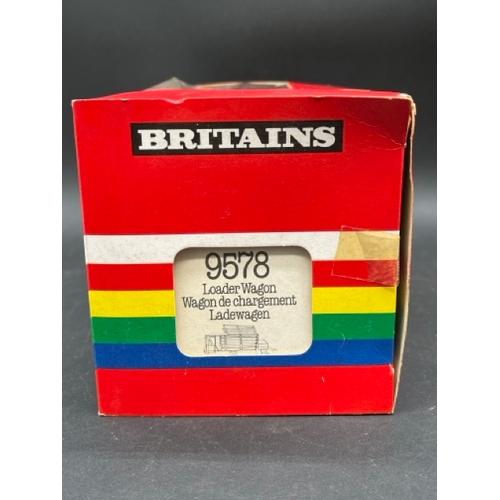 BRITAINS
9578
Loader Wagon
Wagon de chargement
Ladewagen